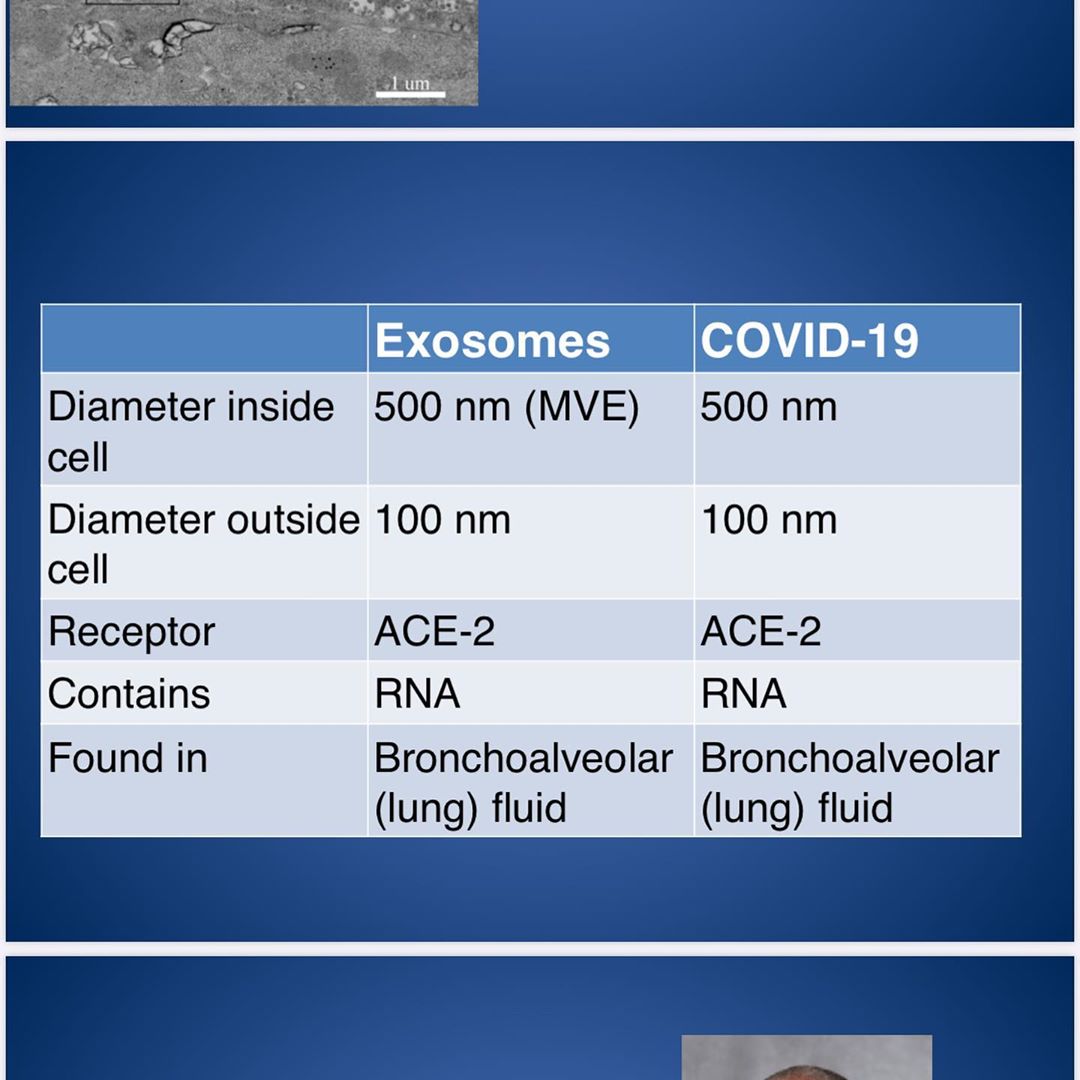 1 um
Exosomes COVID-19
Diameter inside 500 nm (MVE) 500 nm
cell
Diameter outside 100 nm 100 nm
cell
Receptor ACE-2 ACE-2
Contains RNA RNA
Found in Bronchoalveolar Bronchoalveolar
(lung) fluid (lung) fluid